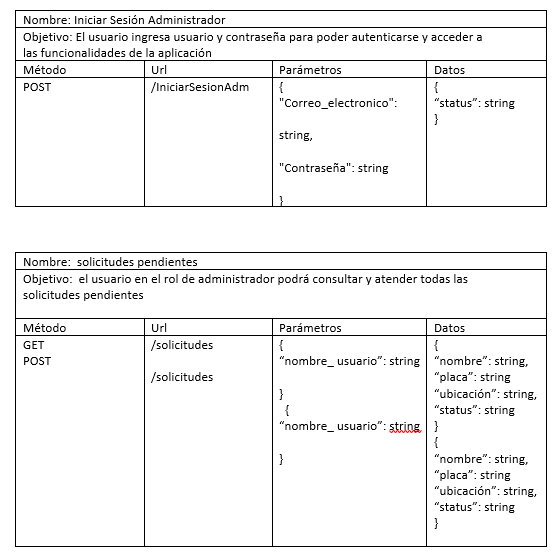 Nombre: Iniciar Sesión Administrador
Objetivo: El usuario ingresa usuario y contraseña para poder autenticarse y acceder a
las funcionalidades de la aplicación
Método Url Parámetros Datos
POST /IniciarSesionAdm { {
"Correo_electronico": “status”: string
}
string,
"Contraseña": string
}
Nombre: solicitudes pendientes
Objetivo: el usuario en el rol de administrador podrá consultar y atender todas las
solicitudes pendientes
Método Url Parámetros Datos
GET /solicitudes { {
POST “nombre_ usuario”: string “nombre”: string,
/solicitudes “placa”: string
} “ubicación”: string,
{ “status”: string
“nombre_ usuario”: string }
{
} “nombre”: string,
“placa”: string
“ubicación”: string,
“status”: string
}